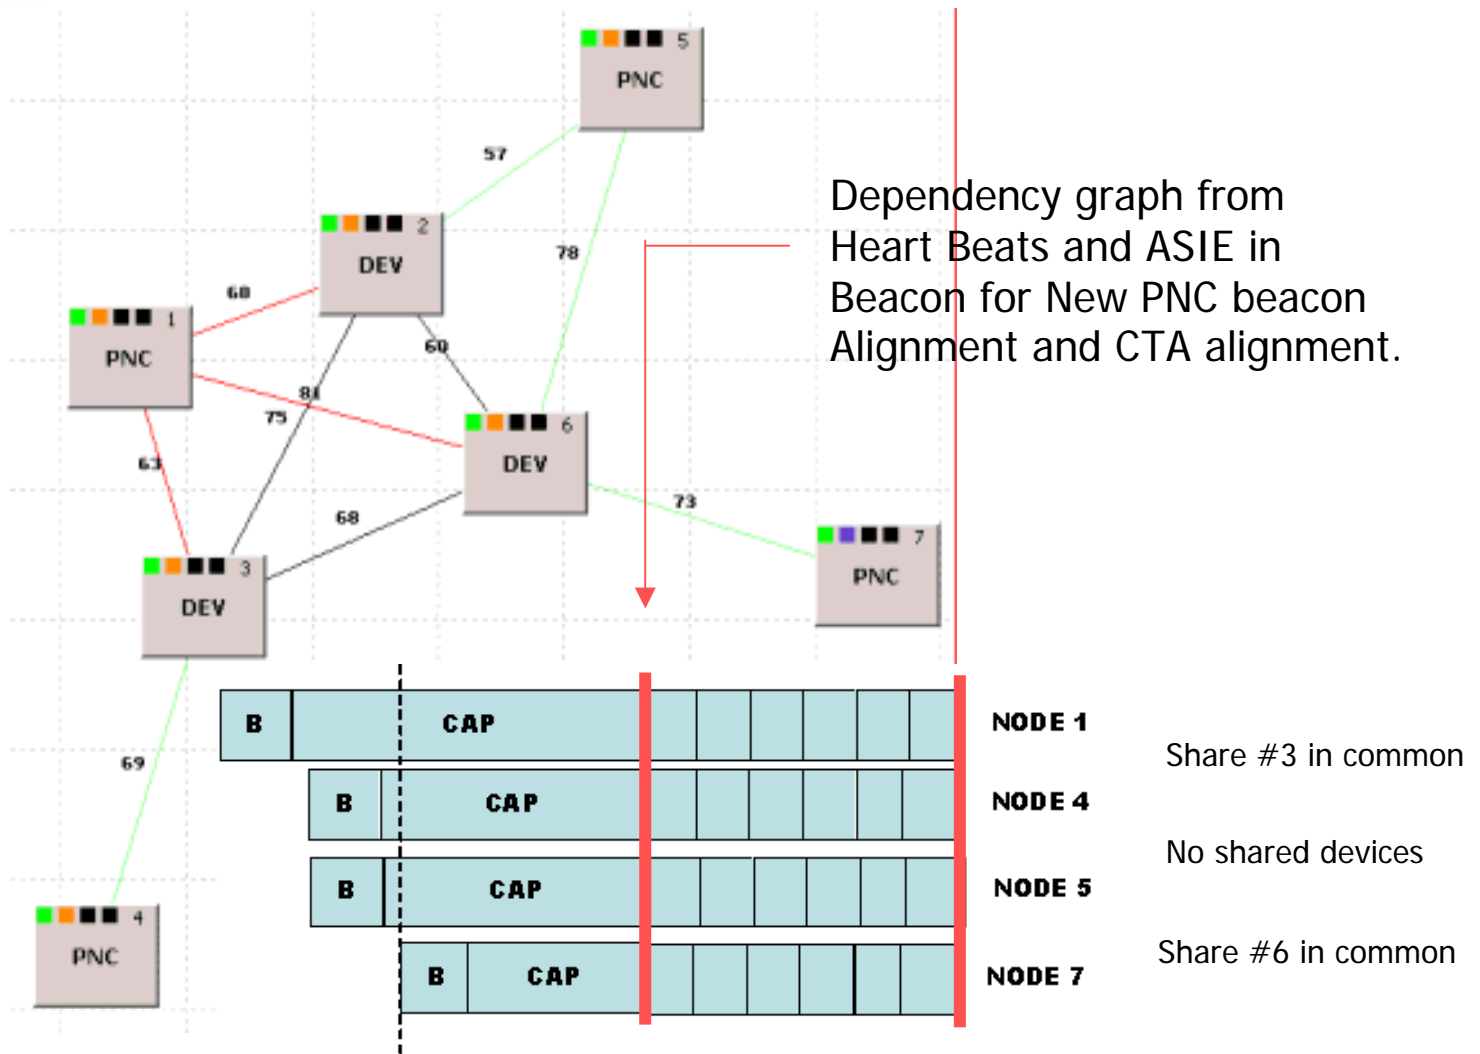 5
PNC
57
2
DEV
78
Dependency graph from
Heart Beats and ASIE in
Beacon for New PNC beacon
Alignment and CTA alignment.
68
1
PNC
60
81
75
6
DEV
63
73
68
7
PNC
3
DEV
B CAP NODE 1
Share #3 in common
69
B CAP NODE 4
No shared devices
B CAP NODE 5
4
PNC
Share #6 in common
B CAP NODE 7